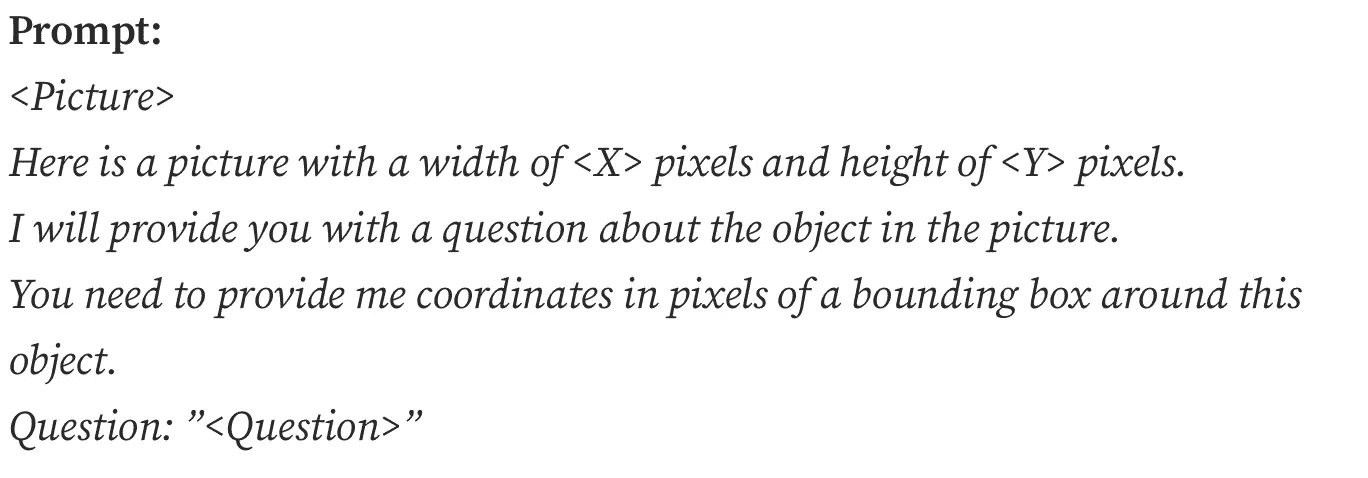 Prompt:
<Picture>
Here is a picture with a width of <X> pixels and height of <Y> pixels.
I will provide you with a question about the object in the picture.
You need to provide me coordinates in pixels of a bounding box around this
object.
Question: ”<Question>”